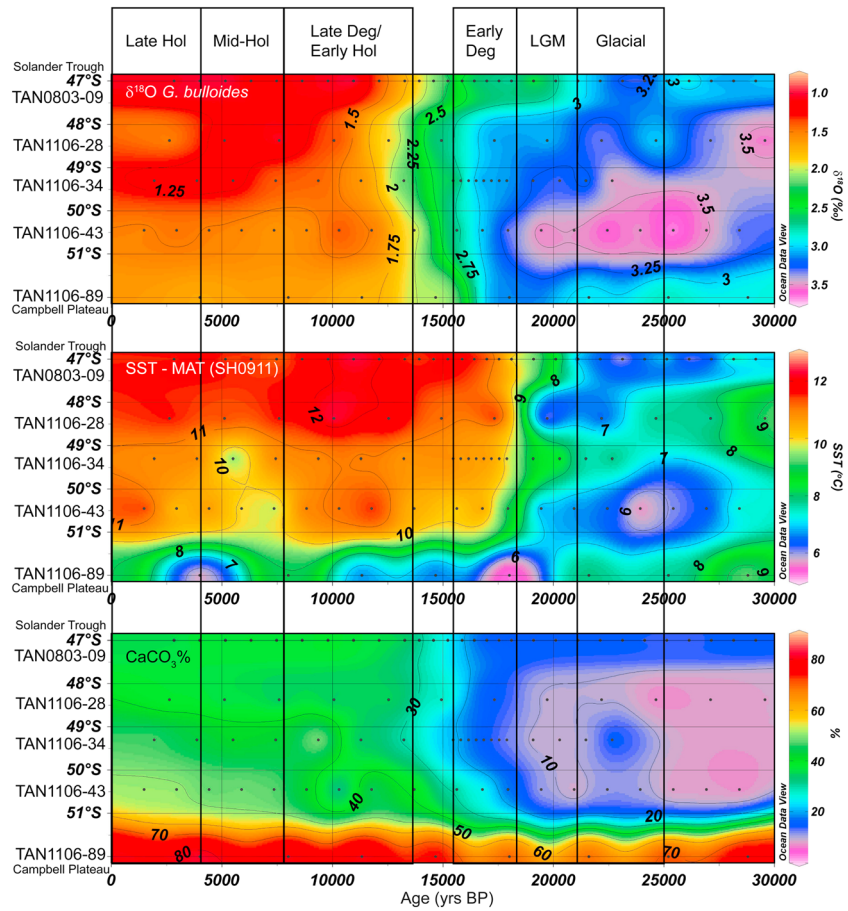 Late Hol
Mid-Hol
Late Deg/
Early Hol
Early
Deg
LGM
Glacial
Solander Trough
47°S
TAN0803-09
48°S
TAN1106-28
49°S
TAN1106-34
50°S
TAN1106-43
51°S
TAN1106-89
Campbell Plateau
δ18O G. bulloides
1.25
1.5
1.75
2
2.25
2.5
2.75
3
3.2
3
3.5
3.5
3.25
3
0 5000 10000 15000 20000 25000 30000
1.0
1.5
2.0
2.5
3.0
3.5
δ18O (‰)
Ocean Data View
Solander Trough
47°S
TAN0803-09
48°S
TAN1106-28
49°S
TAN1106-34
50°S
TAN1106-43
51°S
TAN1106-89
Campbell Plateau
SST - MAT (SH0911)
11
12
10
11
10
8
7
6
9
8
7
7
6
8
9
8
9
0 5000 10000 15000 20000 25000 30000
12
10
8
6
SST (°C)
Ocean Data View
Solander Trough
47°S
TAN0803-09
48°S
TAN1106-28
49°S
TAN1106-34
50°S
TAN1106-43
51°S
TAN1106-89
Campbell Plateau
CaCO3%
30
10
40
20
50
70
80
60
70
0 5000 10000 15000 20000 25000 30000
80
60
40
20
%
Ocean Data View
Age (yrs BP)